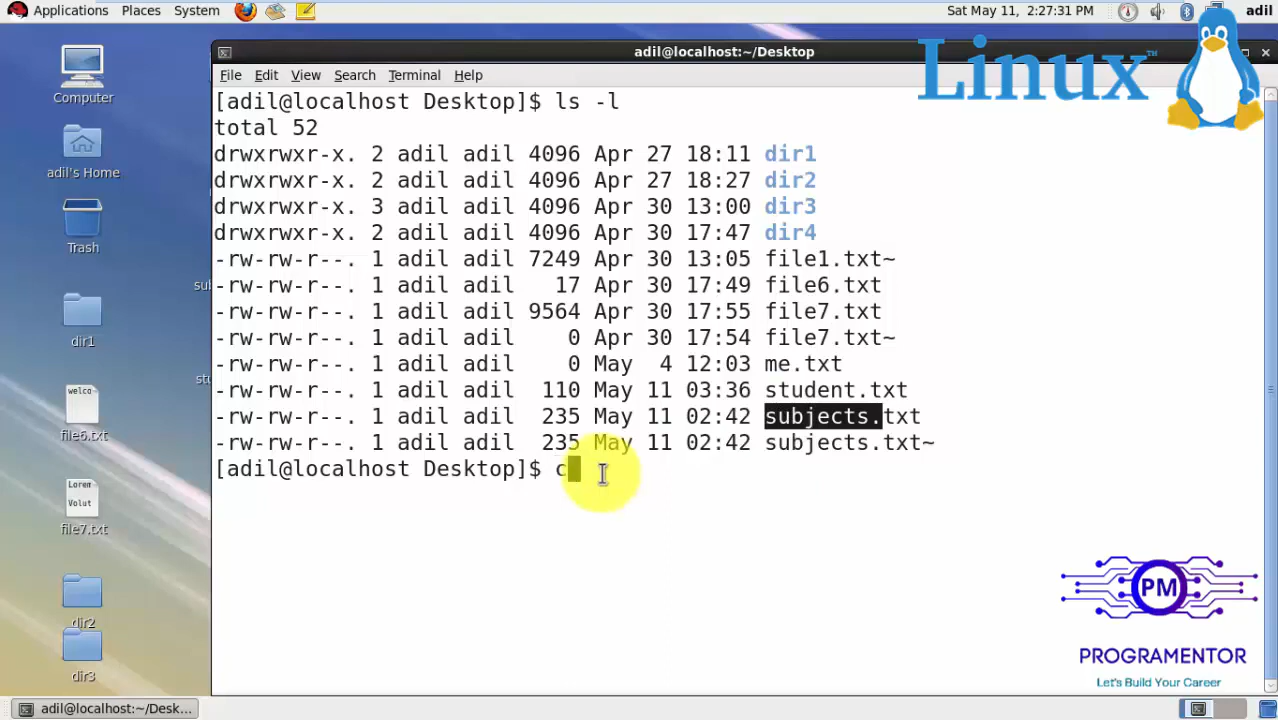 Applications Places System
Sat May 11, 2:27:31 PM
adil
adil@localhost:~/Desktop
Linux™
File Edit View Search Terminal Help
[adil@localhost Desktop]$ ls -l
total 52
drwxrwxr-x. 2 adil adil 4096 Apr 27 18:11 dir1
drwxrwxr-x. 2 adil adil 4096 Apr 27 18:27 dir2
drwxrwxr-x. 3 adil adil 4096 Apr 30 13:00 dir3
drwxrwxr-x. 2 adil adil 4096 Apr 30 17:47 dir4
-rw-rw-r--. 1 adil adil 7249 Apr 30 13:05 file1.txt~
-rw-rw-r--. 1 adil adil 17 Apr 30 17:49 file6.txt
-rw-rw-r--. 1 adil adil 9564 Apr 30 17:55 file7.txt
-rw-rw-r--. 1 adil adil 0 Apr 30 17:54 file7.txt~
-rw-rw-r--. 1 adil adil 0 May 4 12:03 me.txt
-rw-rw-r--. 1 adil adil 110 May 11 03:36 student.txt
-rw-rw-r--. 1 adil adil 235 May 11 02:42 subjects.txt
-rw-rw-r--. 1 adil adil 235 May 11 02:42 subjects.txt~
[adil@localhost Desktop]$ c
Computer
adil's Home
Trash
su
dir1
st
welco
file6.txt
Lorem
Volut
file7.txt
dir2
dir3
PM
PROGRAMENTOR
Let's Build Your Career
adil@localhost:~/Desk...